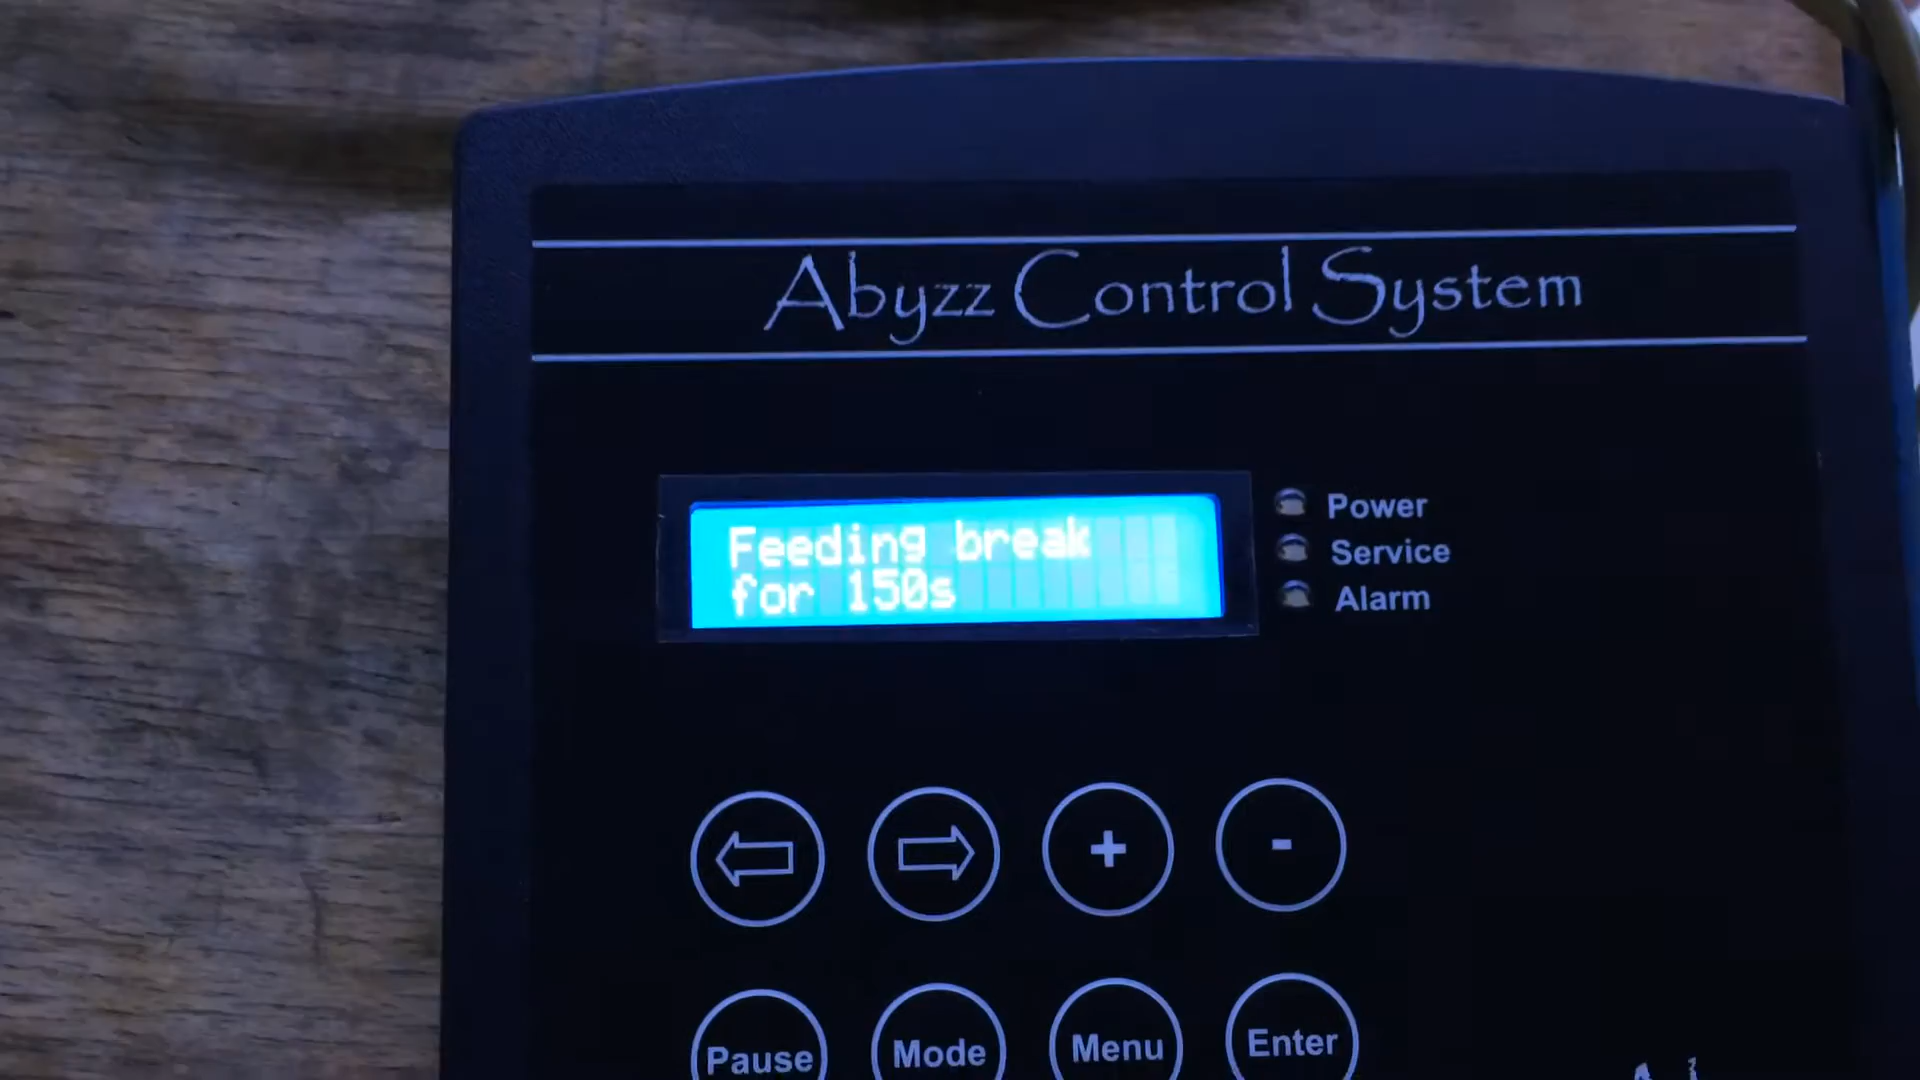 Abyzz Control System
Feeding break
for 150s
Power
Service
Alarm
+
-
Pause
Mode
Menu
Enter